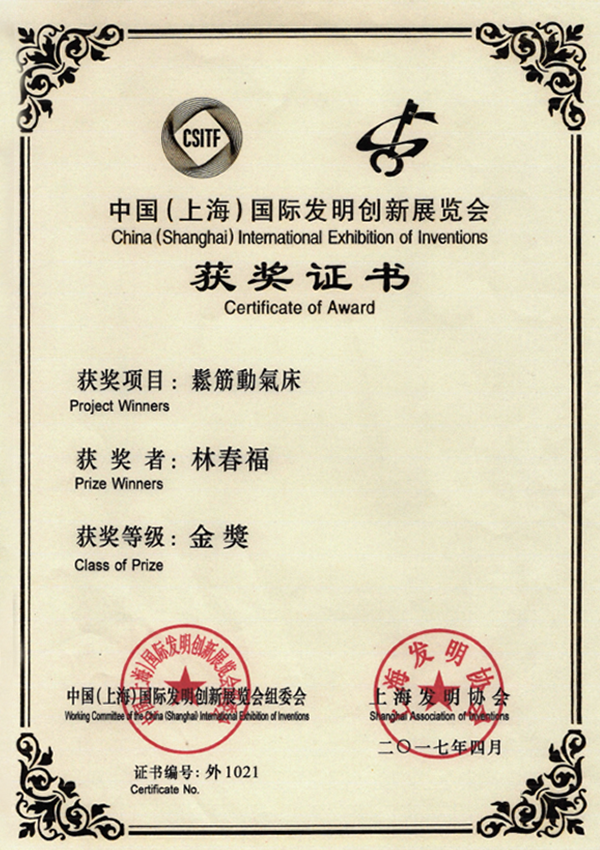 CSITF
中国(上海)国际发明创新展览会
China (Shanghai) International Exhibition of Inventions
获奖证书
Certificate of Award
获奖项目: 鬆筋動氣床
Project Winners
获奖者: 林春福
Prize Winners
获奖等级: 金獎
Class of Prize
中国(上海)国际发明创新展览会组委会
Working Committee of the China (Shanghai) International Exhibition of Inventions
上海发明协会
Shanghai Association of Inventions
二〇一七年四月
证书编号: 外1021
Certificate No.